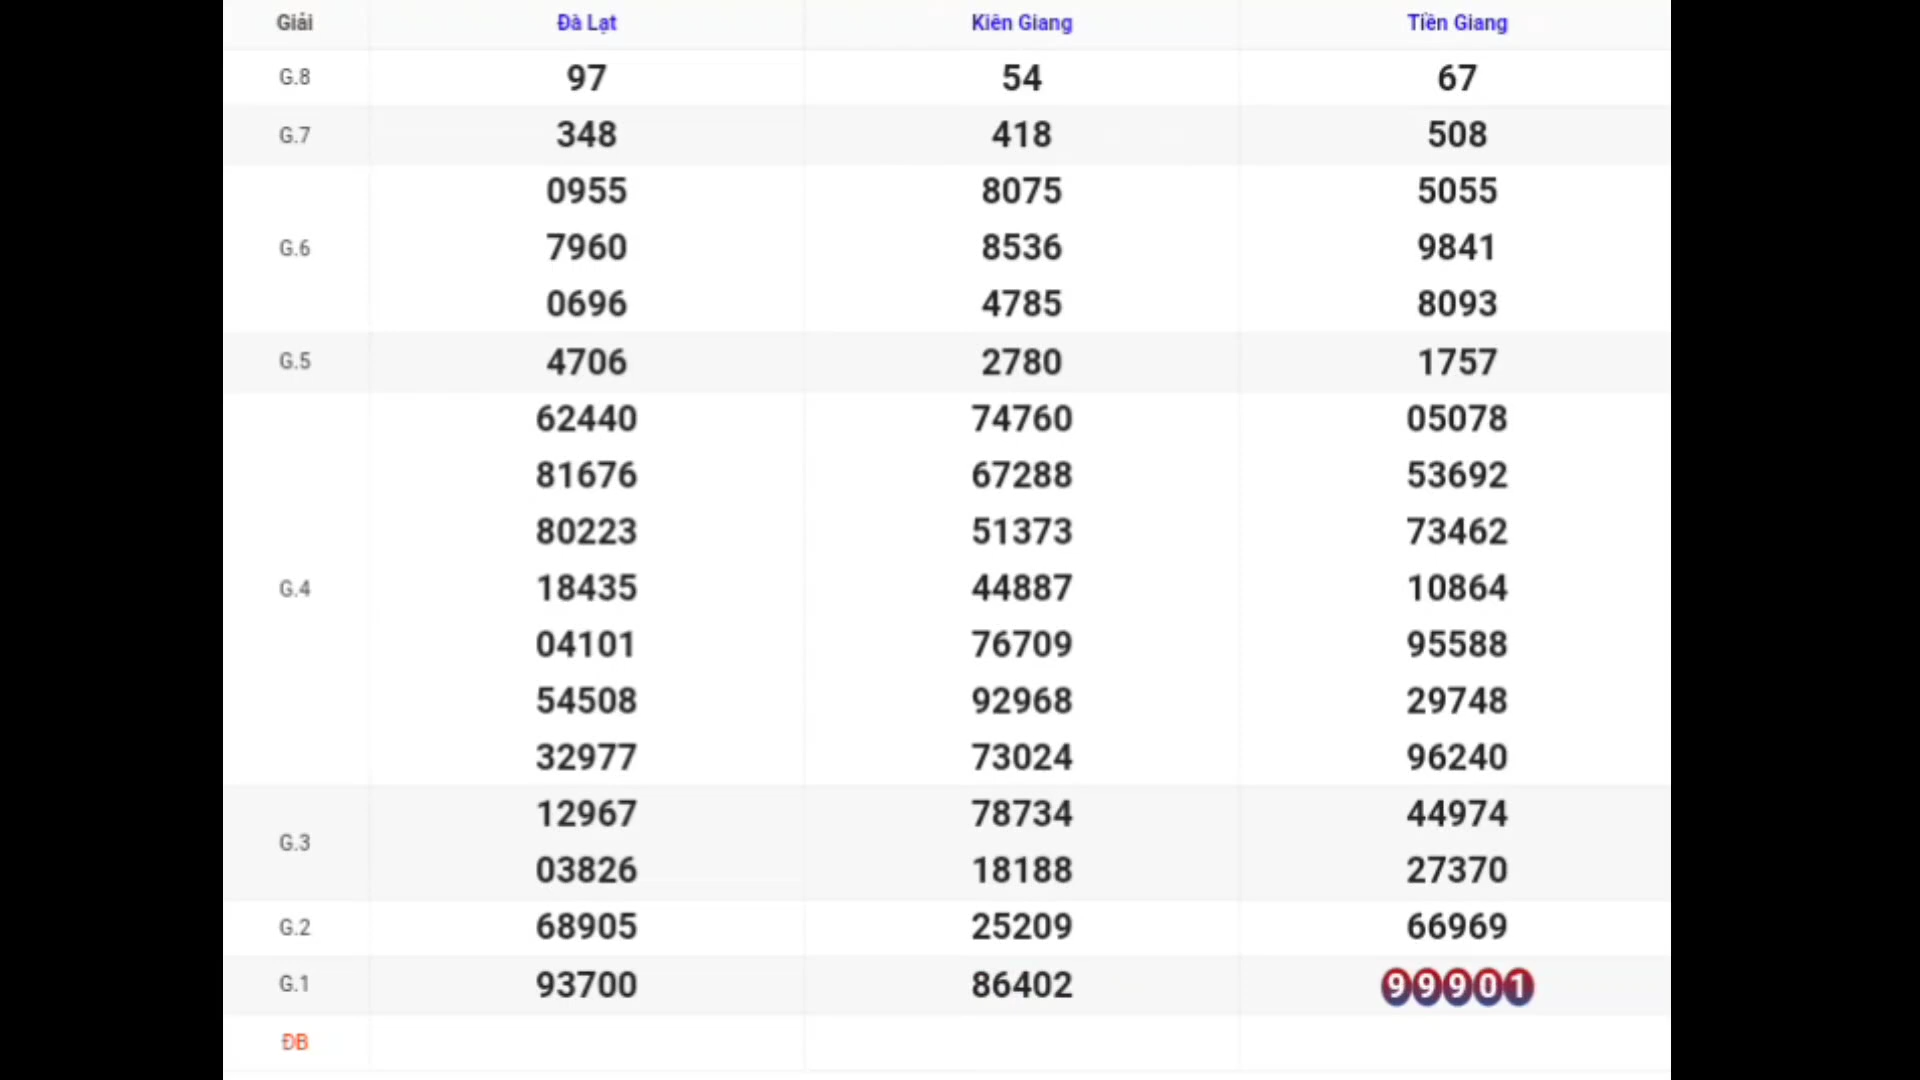 Giải Đà Lạt Kiên Giang Tiền Giang
G.8 97 54 67
G.7 348 418 508
0955 8075 5055
G.6 7960 8536 9841
0696 4785 8093
G.5 4706 2780 1757
62440 74760 05078
81676 67288 53692
80223 51373 73462
G.4 18435 44887 10864
04101 76709 95588
54508 92968 29748
32977 73024 96240
12967 78734 44974
G.3
03826 18188 27370
G.2 68905 25209 66969
G.1 93700 86402 99901
ĐB